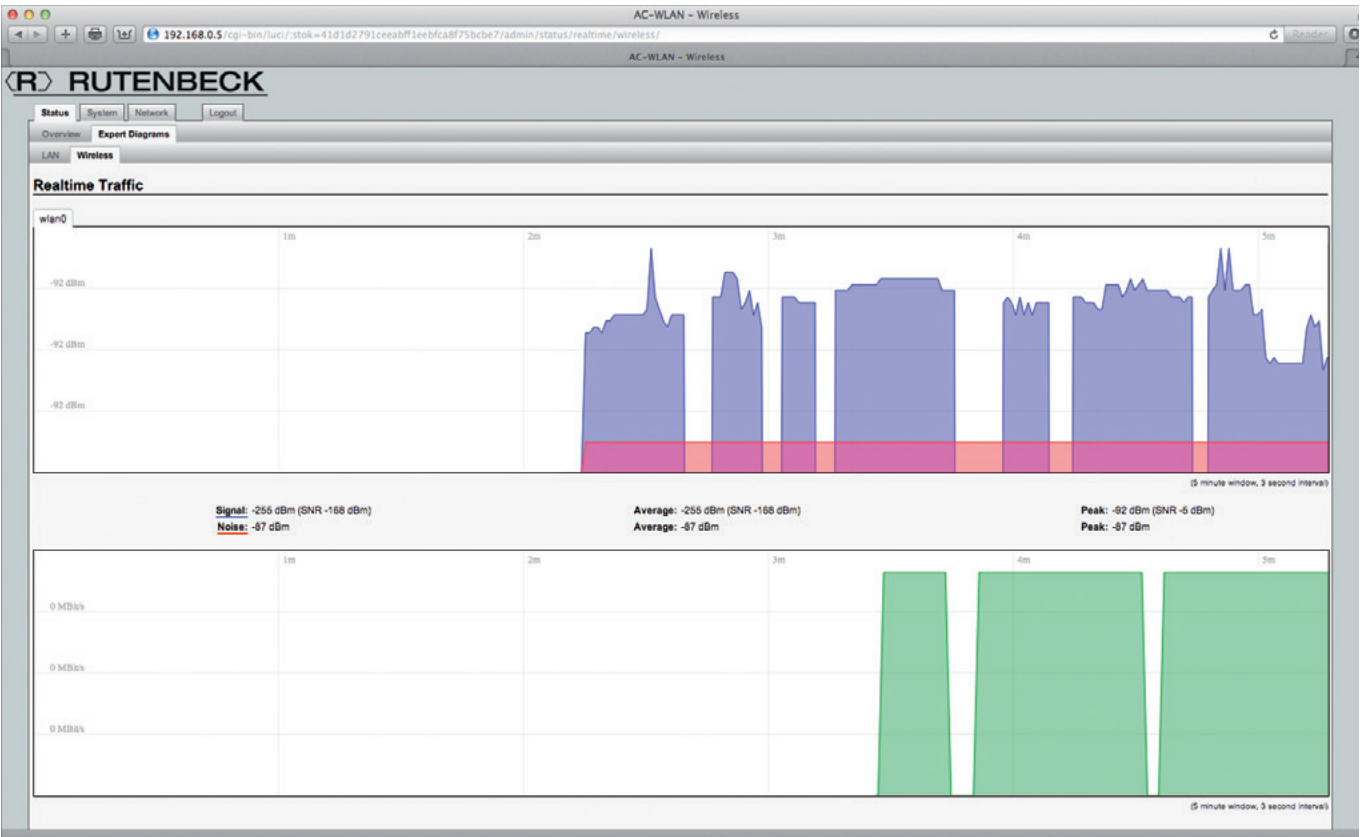 AC-WLAN – Wireless
192.168.0.5/cgi-bin/luci/;stok=41d1d2791ceeabff1eebfca8f75bcbe7/admin/status/realtime/wireless/
Reader
AC-WLAN – Wireless
⟨R⟩ RUTENBECK
Status System Network Logout
Overview Expert Diagrams
LAN Wireless
Realtime Traffic
wlan0
1m 2m 3m 4m 5m
-92 dBm
-92 dBm
-92 dBm
(5 minute window, 3 second interval)
Signal: -255 dBm (SNR -168 dBm) Average: -255 dBm (SNR -168 dBm) Peak: -92 dBm (SNR -5 dBm)
Noise: -87 dBm Average: -87 dBm Peak: -87 dBm
1m 2m 3m 4m 5m
0 MBit/s
0 MBit/s
0 MBit/s
(5 minute window, 3 second interval)